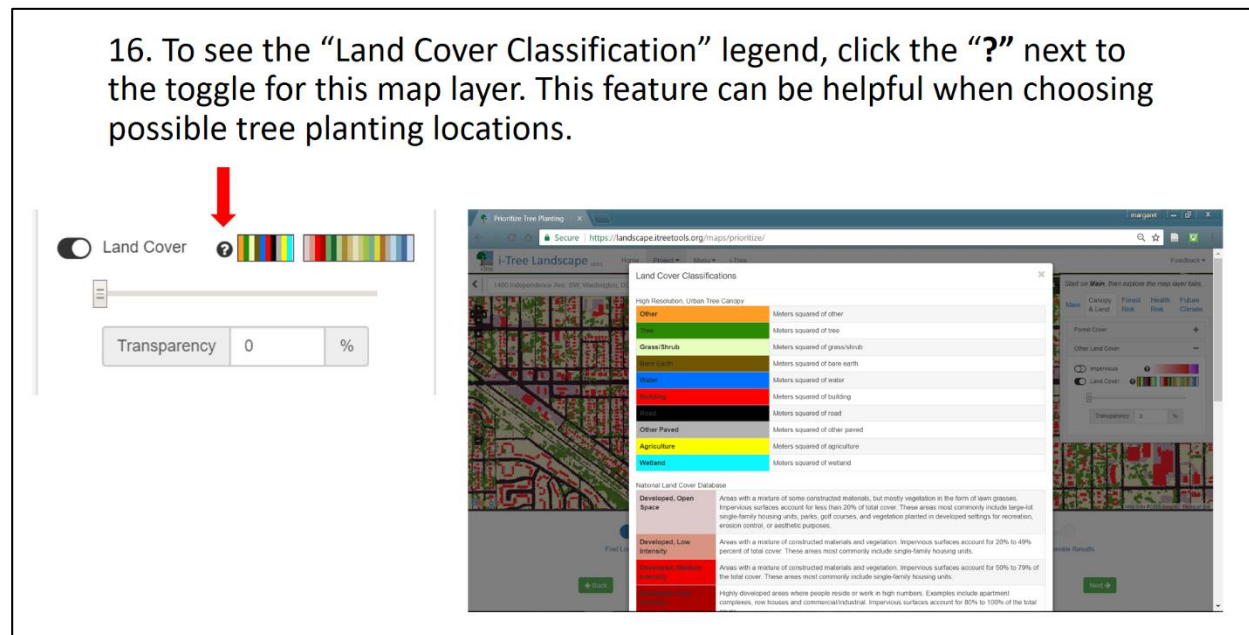 16. To see the “Land Cover Classification” legend, click the “?” next to
the toggle for this map layer. This feature can be helpful when choosing
possible tree planting locations.
Land Cover
?
Transparency 0 %
Prioritize Tree Planting
margaret
Secure https://landscape.itreetools.org/maps/prioritize/
i-Tree Landscape
Home Project Menu i-Tree
Feedback
1400 Independence Ave. SW, Washington, DC
Start on Main, then explore the map layer tabs.
Main
Canopy & Land
Forest Risk
Health Risk
Future Climate
Forest Cover +
Other Land Cover −
Impervious ?
Land Cover ?
Transparency 0 %
Land Cover Classifications ×
High Resolution, Urban Tree Canopy
Other Meters squared of other
Tree Meters squared of tree
Grass/Shrub Meters squared of grass/shrub
Bare Earth Meters squared of bare earth
Water Meters squared of water
Building Meters squared of building
Road Meters squared of road
Other Paved Meters squared of other paved
Agriculture Meters squared of agriculture
Wetland Meters squared of wetland
National Land Cover Database
Developed, Open Space
Areas with a mixture of some constructed materials, but mostly vegetation in the form of lawn grasses.
Impervious surfaces account for less than 20% of total cover. These areas most commonly include large-lot
single-family housing units, parks, golf courses, and vegetation planted in developed settings for recreation,
erosion control, or aesthetic purposes.
Developed, Low Intensity
Areas with a mixture of constructed materials and vegetation. Impervious surfaces account for 20% to 49%
percent of total cover. These areas most commonly include single-family housing units.
Developed, Medium Intensity
Areas with a mixture of constructed materials and vegetation. Impervious surfaces account for 50% to 79% of
the total cover. These areas most commonly include single-family housing units.
Highly developed areas where people reside or work in high numbers. Examples include apartment
complexes, row houses and commercial/industrial. Impervious surfaces account for 80% to 100% of the total
Find
Results
Back
Next